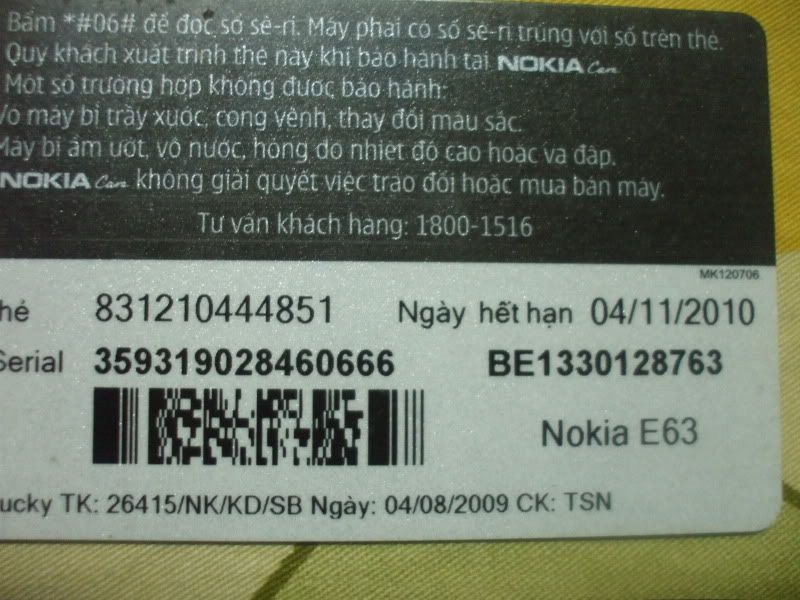 Bấm *#06# để đọc số sê-ri. Máy phải có số sê-ri trùng với số trên thẻ.
Quý khách xuất trình thẻ này khi bảo hành tại NOKIA Care
Một số trường hợp không được bảo hành:
Vỏ máy bị trầy xước, cong vênh, thay đổi màu sắc.
Máy bị ẩm ướt, vô nước, hỏng do nhiệt độ cao hoặc va đập.
NOKIA Care không giải quyết việc trao đổi hoặc mua bán máy.
Tư vấn khách hàng: 1800-1516
MK120706
hẻ 831210444851 Ngày hết hạn 04/11/2010
Serial 359319028460666 BE1330128763
Nokia E63
ucky TK: 26415/NK/KD/SB Ngày: 04/08/2009 CK: TSN